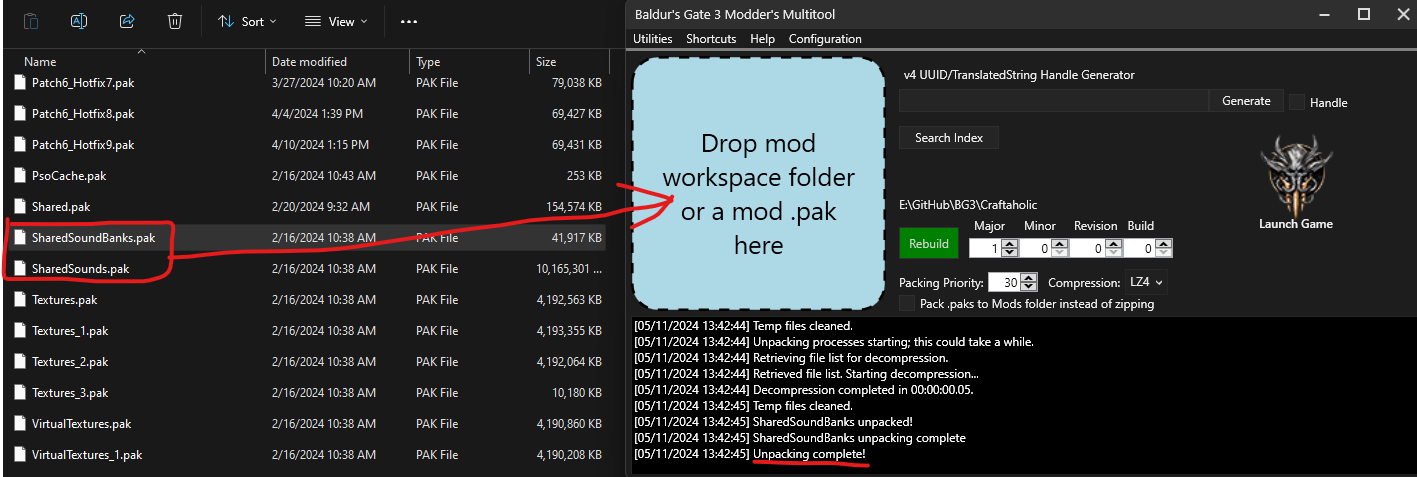 Sort
View
Name Date modified Type Size
Patch6_Hotfix7.pak 3/27/2024 10:20 AM PAK File 79,038 KB
Patch6_Hotfix8.pak 4/4/2024 1:39 PM PAK File 69,427 KB
Patch6_Hotfix9.pak 4/10/2024 1:15 PM PAK File 69,431 KB
PsoCache.pak 2/16/2024 10:43 AM PAK File 253 KB
Shared.pak 2/20/2024 9:32 AM PAK File 154,574 KB
SharedSoundBanks.pak 2/16/2024 10:38 AM PAK File 41,917 KB
SharedSounds.pak 2/16/2024 10:38 AM PAK File 10,165,301 ...
Textures.pak 2/16/2024 10:38 AM PAK File 4,192,563 KB
Textures_1.pak 2/16/2024 10:38 AM PAK File 4,193,355 KB
Textures_2.pak 2/16/2024 10:38 AM PAK File 4,192,064 KB
Textures_3.pak 2/16/2024 10:38 AM PAK File 10,180 KB
VirtualTextures.pak 2/16/2024 10:38 AM PAK File 4,190,860 KB
VirtualTextures_1.pak 2/16/2024 10:38 AM PAK File 4,190,208 KB
Baldur's Gate 3 Modder's Multitool
Utilities Shortcuts Help Configuration
Drop mod
workspace folder
or a mod .pak
here
v4 UUID/TranslatedString Handle Generator
Generate
Handle
Search Index
Launch Game
E:\GitHub\BG3\Craftaholic
Major Minor Revision Build
Rebuild 1 0 0 0
Packing Priority: 30 Compression: LZ4
Pack .paks to Mods folder instead of zipping
[05/11/2024 13:42:44] Temp files cleaned.
[05/11/2024 13:42:44] Unpacking processes starting; this could take a while.
[05/11/2024 13:42:44] Retrieving file list for decompression.
[05/11/2024 13:42:44] Retrieved file list. Starting decompression...
[05/11/2024 13:42:44] Decompression completed in 00:00:00.05.
[05/11/2024 13:42:45] Temp files cleaned.
[05/11/2024 13:42:45] SharedSoundBanks unpacked!
[05/11/2024 13:42:45] SharedSoundBanks unpacking complete
[05/11/2024 13:42:45] Unpacking complete!